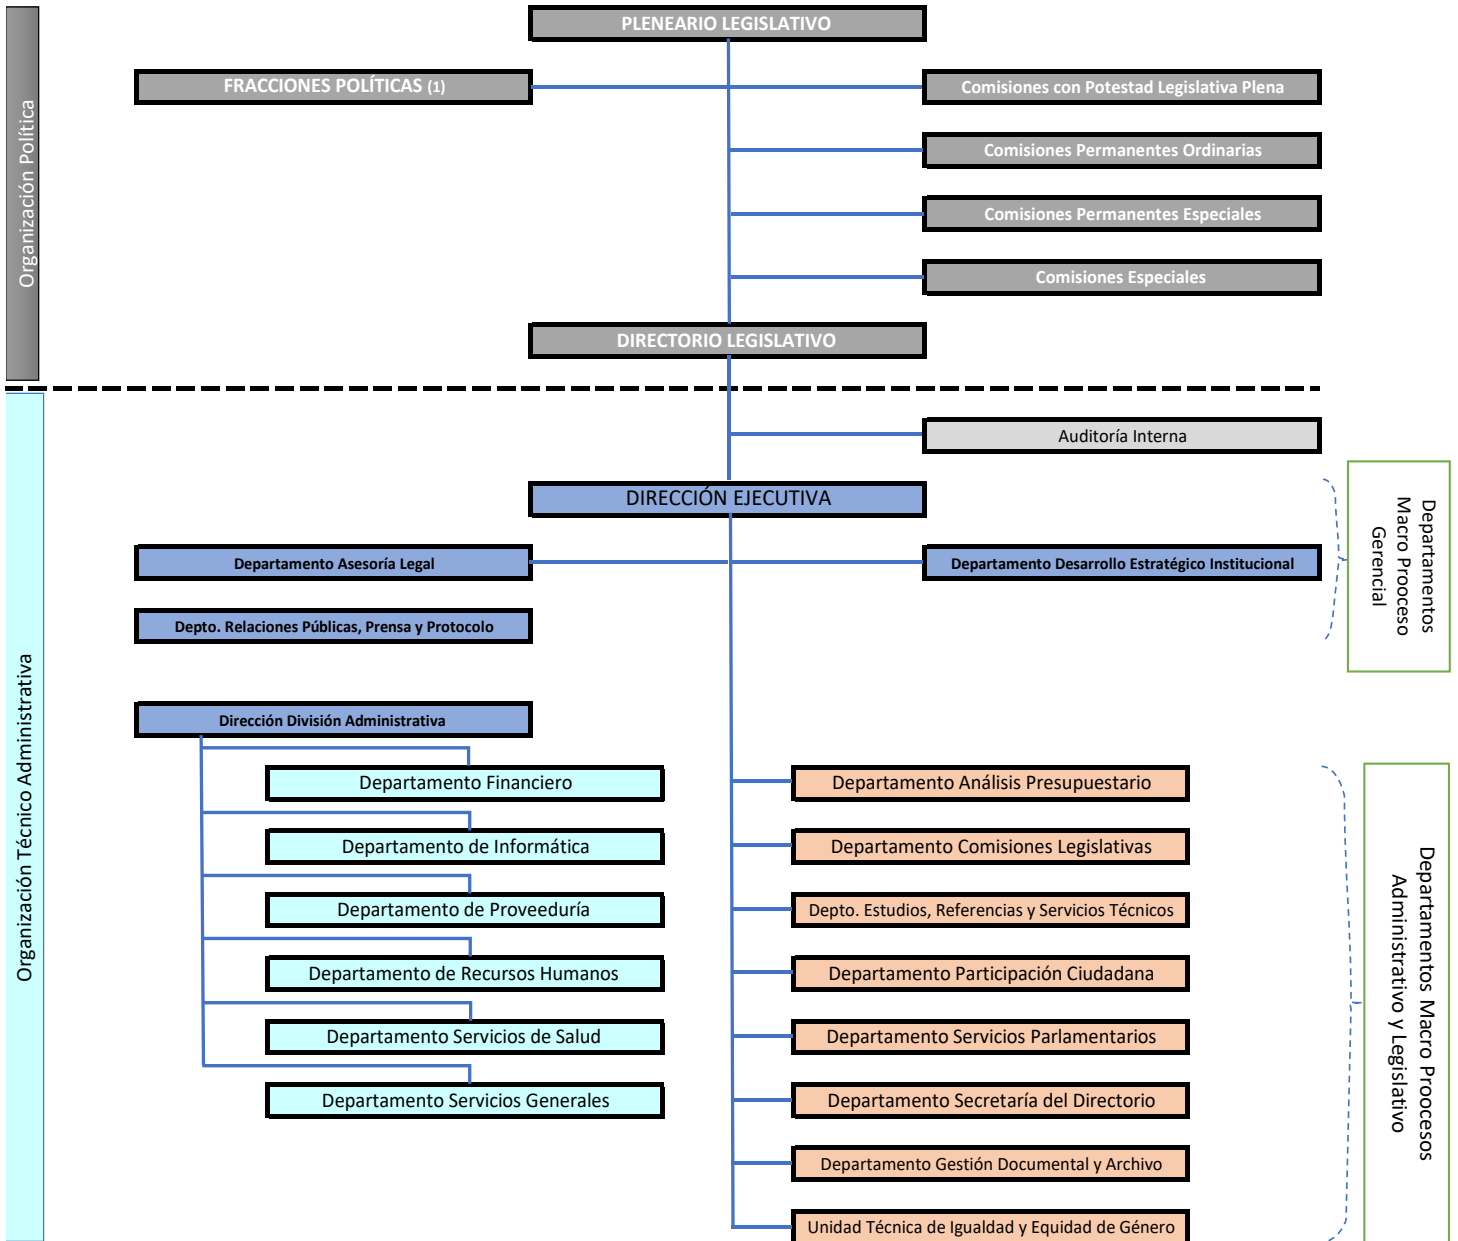 Organización Política
PLENEARIO LEGISLATIVO
FRACCIONES POLÍTICAS (1)
Comisiones con Potestad Legislativa Plena
Comisiones Permanentes Ordinarias
Comisiones Permanentes Especiales
Comisiones Especiales
DIRECTORIO LEGISLATIVO
Organización Técnico Administrativa
Auditoría Interna
DIRECCIÓN EJECUTIVA
Departamento Asesoría Legal
Departamento Desarrollo Estratégico Institucional
Depto. Relaciones Públicas, Prensa y Protocolo
Departamentos
Macro Prooceso
Gerencial
Dirección División Administrativa
Departamento Financiero
Departamento de Informática
Departamento de Proveeduría
Departamento de Recursos Humanos
Departamento Servicios de Salud
Departamento Servicios Generales
Departamento Análisis Presupuestario
Departamento Comisiones Legislativas
Depto. Estudios, Referencias y Servicios Técnicos
Departamento Participación Ciudadana
Departamento Servicios Parlamentarios
Departamento Secretaría del Directorio
Departamento Gestión Documental y Archivo
Unidad Técnica de Igualdad y Equidad de Género
Departamentos Macro Proocesos
Administrativo y Legislativo